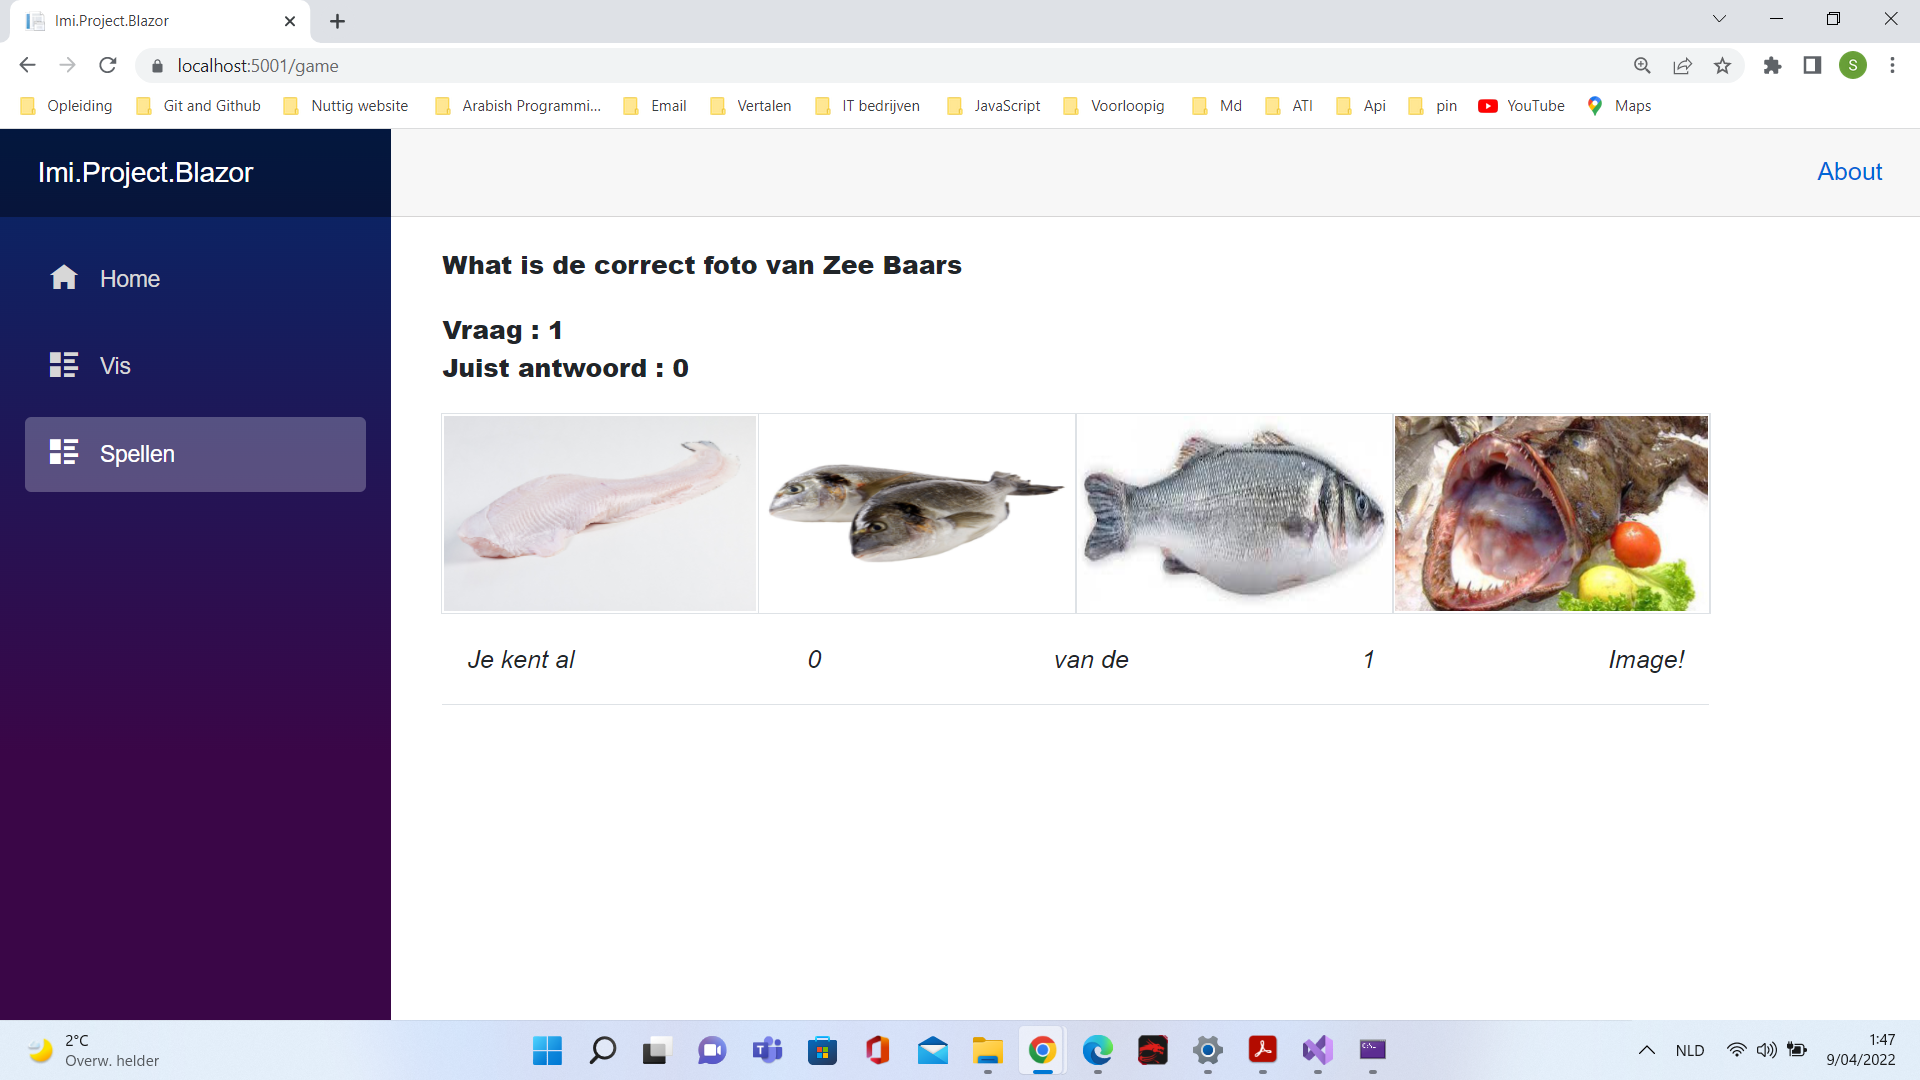 Imi.Project.Blazor
localhost:5001/game
S
Opleiding Git and Github Nuttig website Arabish Programmi... Email Vertalen IT bedrijven JavaScript Voorloopig Md ATI Api pin YouTube Maps
Imi.Project.Blazor
About
Home
Vis
Spellen
What is de correct foto van Zee Baars
Vraag : 1
Juist antwoord : 0
Je kent al 0 van de 1 Image!
2°C
Overw. helder
NLD
1:47
9/04/2022